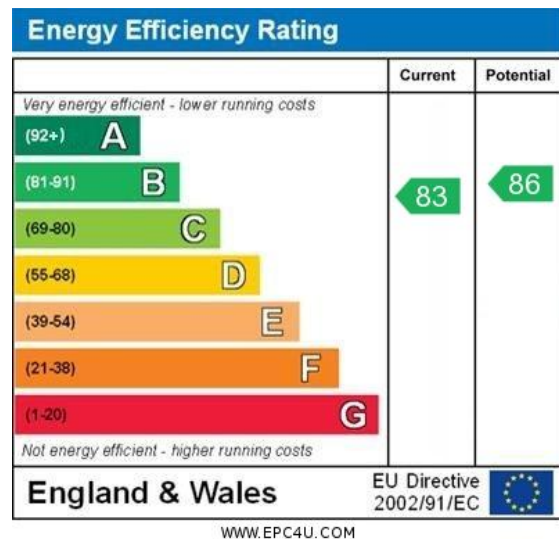 Energy Efficiency Rating
Current Potential
Very energy efficient - lower running costs
(92+) A
(81-91) B
83 86
(69-80) C
(55-68) D
(39-54) E
(21-38) F
(1-20) G
Not energy efficient - higher running costs
England & Wales
EU Directive
2002/91/EC
WWW.EPC4U.COM